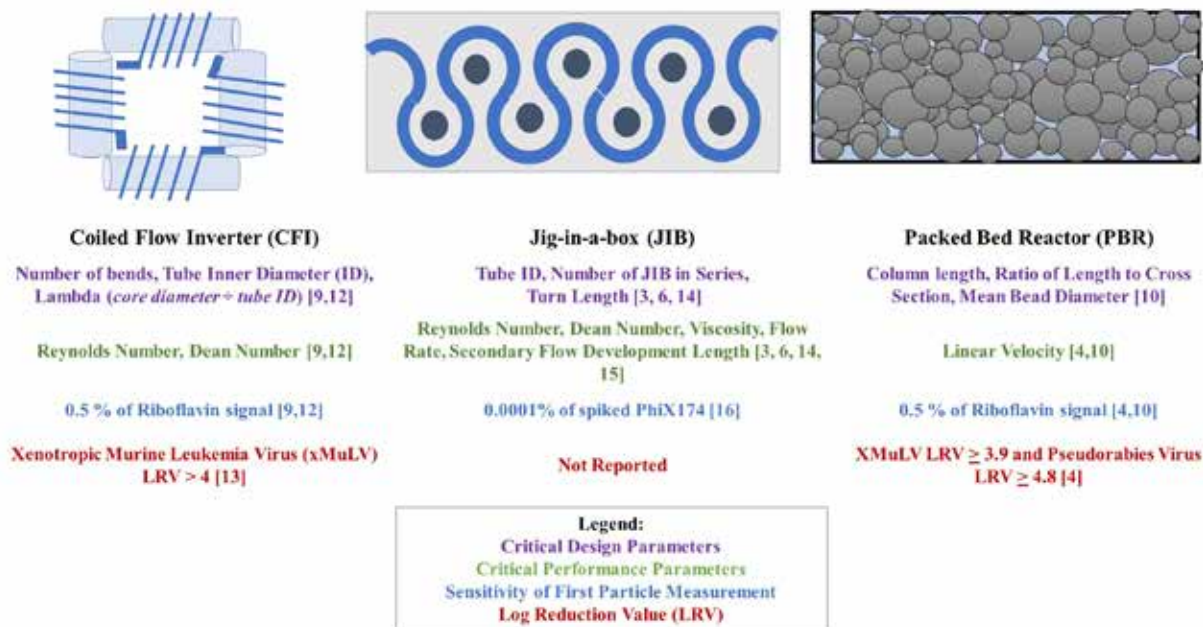 Coiled Flow Inverter (CFI)
Number of bends, Tube Inner Diameter (ID),
Lambda (core diameter ÷ tube ID) [9,12]
Reynolds Number, Dean Number [9,12]
0.5 % of Riboflavin signal [9,12]
Xenotropic Murine Leukemia Virus (xMuLV)
LRV > 4 [13]
Jig-in-a-box (JIB)
Tube ID, Number of JIB in Series,
Turn Length [3, 6, 14]
Reynolds Number, Dean Number, Viscosity, Flow
Rate, Secondary Flow Development Length [3, 6, 14,
15]
0.0001% of spiked PhiX174 [16]
Not Reported
Packed Bed Reactor (PBR)
Column length, Ratio of Length to Cross
Section, Mean Bead Diameter [10]
Linear Velocity [4,10]
0.5 % of Riboflavin signal [4,10]
XMuLV LRV ≥ 3.9 and Pseudorabies Virus
LRV ≥ 4.8 [4]
Legend:
Critical Design Parameters
Critical Performance Parameters
Sensitivity of First Particle Measurement
Log Reduction Value (LRV)